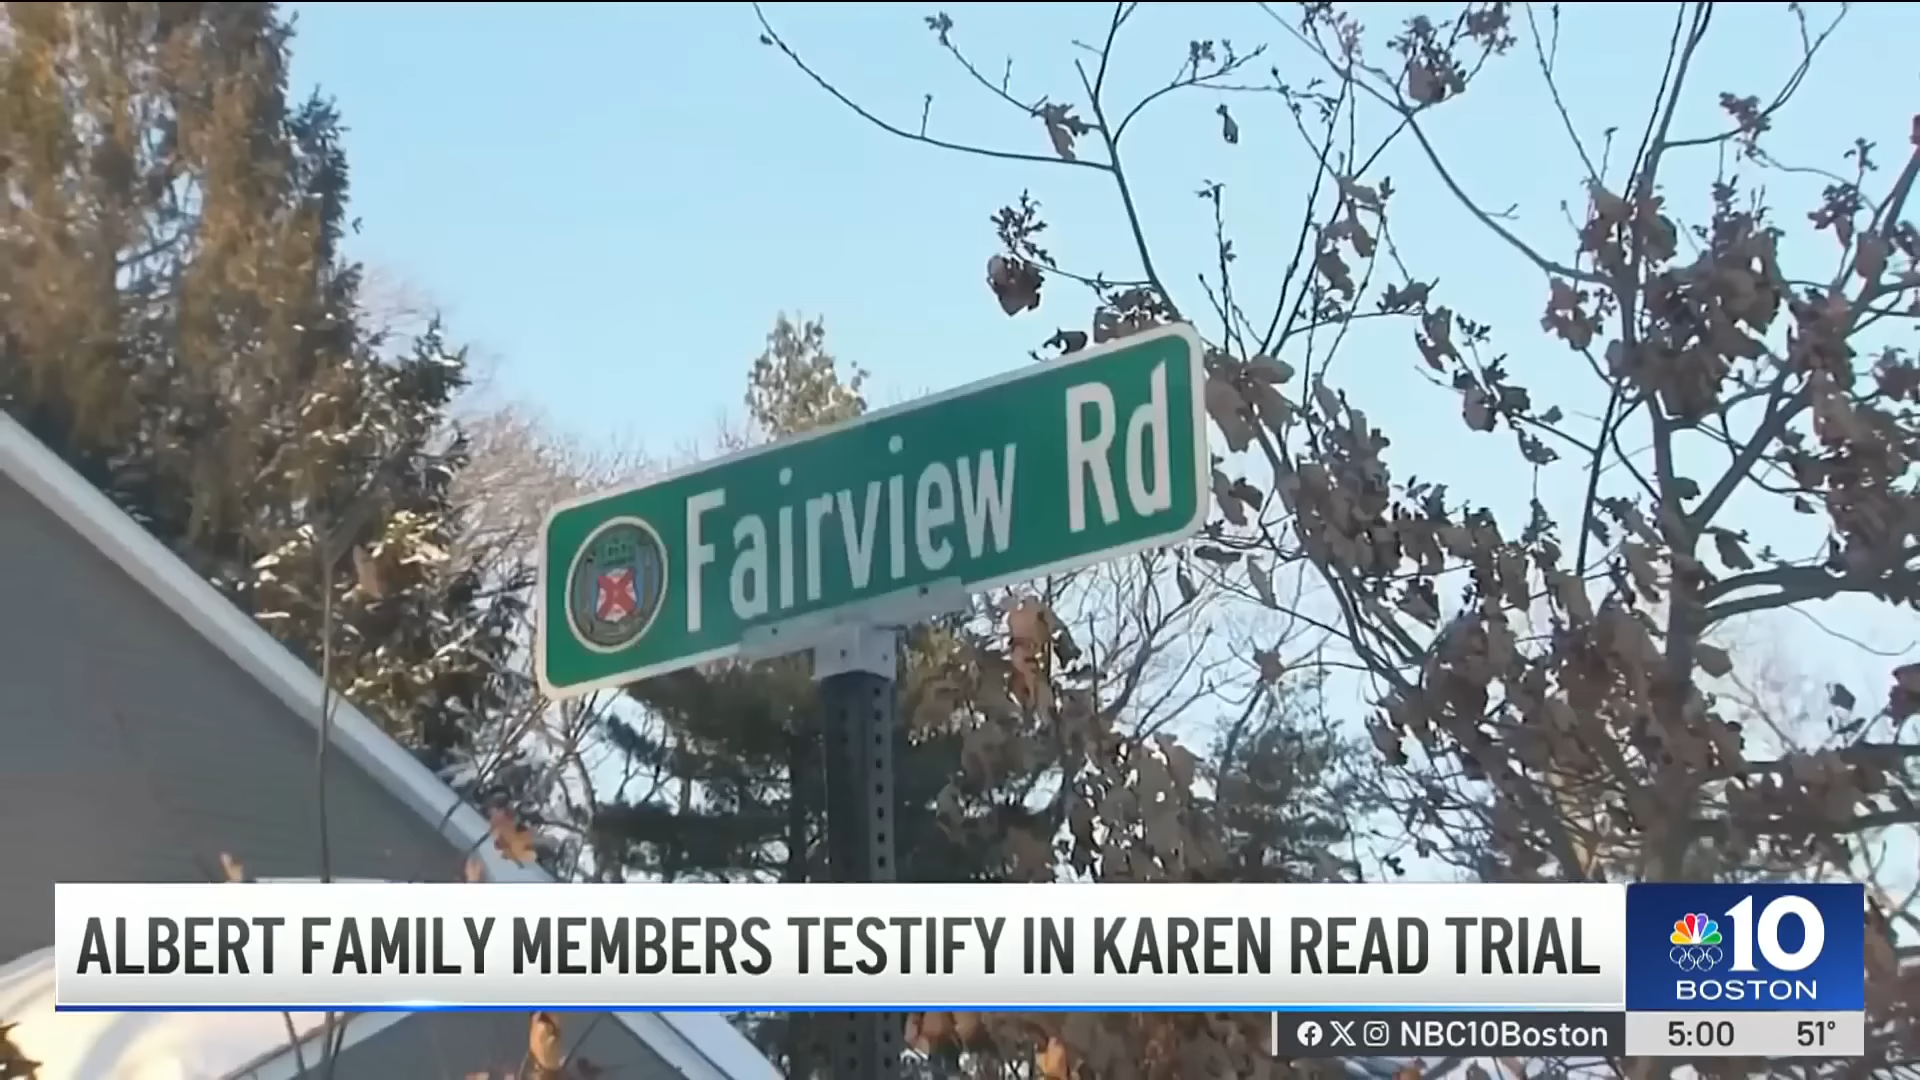 Fairview Rd
ALBERT FAMILY MEMBERS TESTIFY IN KAREN READ TRIAL
10
BOSTON
NBC10Boston
5:00 51°